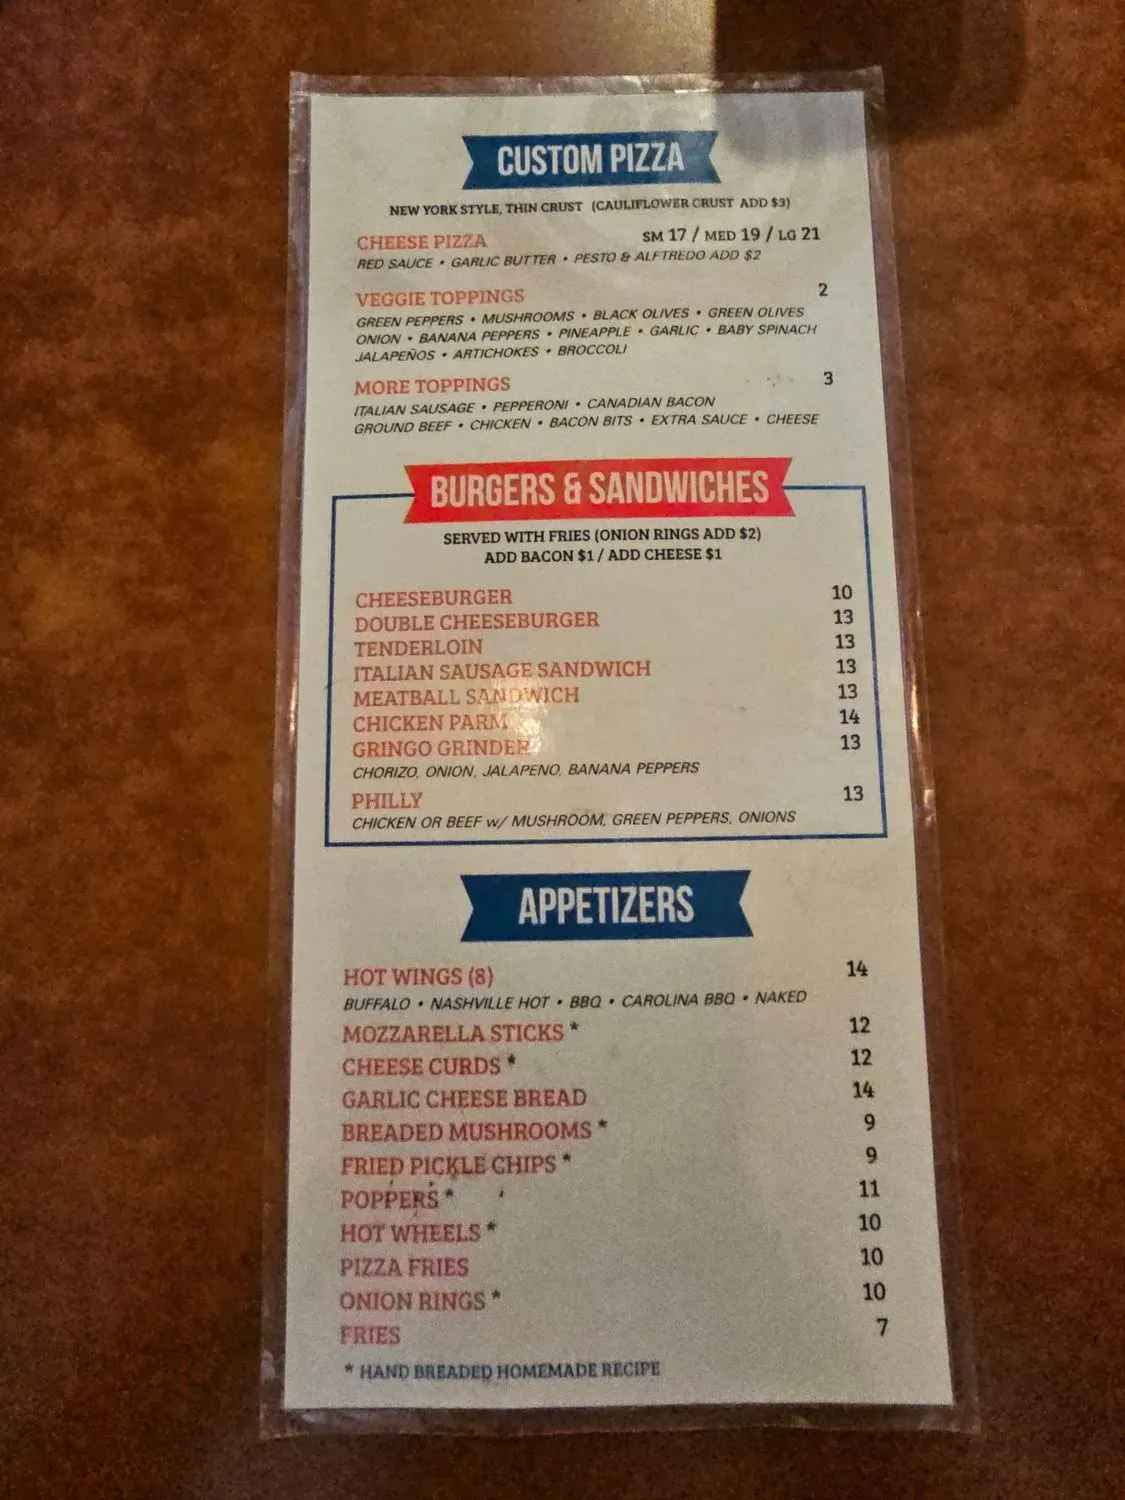 CUSTOM PIZZA
NEW YORK STYLE, THIN CRUST (CAULIFLOWER CRUST ADD $3)
CHEESE PIZZA SM 17 / MED 19 / LG 21
RED SAUCE • GARLIC BUTTER • PESTO & ALFTREDO ADD $2
VEGGIE TOPPINGS 2
GREEN PEPPERS • MUSHROOMS • BLACK OLIVES • GREEN OLIVES
ONION • BANANA PEPPERS • PINEAPPLE • GARLIC • BABY SPINACH
JALAPEÑOS • ARTICHOKES • BROCCOLI
MORE TOPPINGS 3
ITALIAN SAUSAGE • PEPPERONI • CANADIAN BACON
GROUND BEEF • CHICKEN • BACON BITS • EXTRA SAUCE • CHEESE
BURGERS & SANDWICHES
SERVED WITH FRIES (ONION RINGS ADD $2)
ADD BACON $1 / ADD CHEESE $1
CHEESEBURGER 10
DOUBLE CHEESEBURGER 13
TENDERLOIN 13
ITALIAN SAUSAGE SANDWICH 13
MEATBALL SANDWICH 13
CHICKEN PARM 14
GRINGO GRINDER 13
CHORIZO, ONION, JALAPENO, BANANA PEPPERS
PHILLY 13
CHICKEN OR BEEF w/ MUSHROOM, GREEN PEPPERS, ONIONS
APPETIZERS
HOT WINGS (8) 14
BUFFALO • NASHVILLE HOT • BBQ • CAROLINA BBQ • NAKED
MOZZARELLA STICKS * 12
CHEESE CURDS * 12
GARLIC CHEESE BREAD 14
BREADED MUSHROOMS * 9
FRIED PICKLE CHIPS * 9
POPPERS * 11
HOT WHEELS * 10
PIZZA FRIES 10
ONION RINGS * 10
FRIES 7
* HAND BREADED HOMEMADE RECIPE